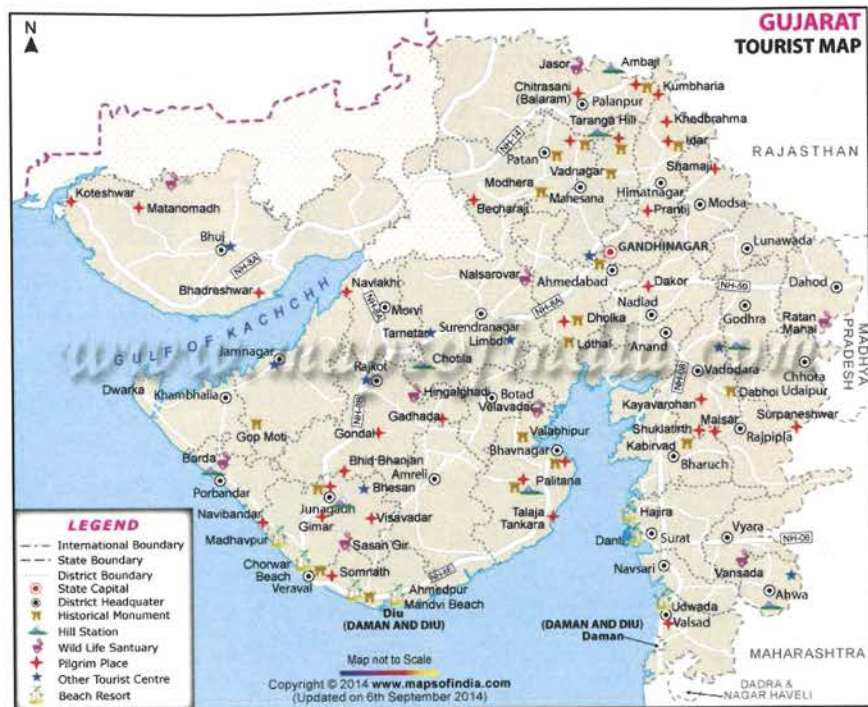 N
GUJARAT
TOURIST MAP
Jasor
Ambaji
Chitrasani
(Balaram)
Palanpur
Kumbharia
Taranga Hill
Khedbrahma
NH-14
Idar
Patan
Vadnagar
Shamaji
RAJASTHAN
Modhera
Mahesana
Himatnagar
Becharaji
Prantij
Modsa
Koteshwar
Matanomadh
Bhuj
NH-8A
Bhadreshwar
GANDHINAGAR
Lunawada
Nalsarovar
Ahmedabad
Navlakhi
Dakor
NH-59
Dahod
NH-8A
Morvi
NH-8A
Nadiad
Godhra
Ratan
Mahal
GULF OF KACHCHH
Tarnetar
Surendranagar
Limbdi
Dholka
Lothal
Anand
MADHYA
PRADESH
www.mapsofindia.com
Jamnagar
Rajkot
Chotila
Vadodara
Chhota
Udaipur
Dwarka
Khambhalia
Hingalghadi
Botad
Velavadar
Dabhoi
Kayavarohan
NH-8B
Gadhada
Malsar
Surpaneshwar
Gop Moti
Gondal
Valabhipur
Shuklatirth
Rajpipla
Kabirvad
Barda
Bhid Bhanjan
Amreli
Bhavnagar
Bharuch
Porbandar
Bhesan
Palitana
Junagadh
Girnar
Visavadar
Talaja
Tankara
Hajira
Navibandar
Madhavpur
Sasan Gir
Surat
Vyara
NH-06
Danti
Chorwar
Beach
Somnath
NH-8E
Navsari
Vansada
Veraval
Ahmedpur
Mandvi Beach
Ahwa
Diu
(DAMAN AND DIU)
Udwada
Valsad
(DAMAN AND DIU)
Daman
MAHARASHTRA
DADRA &
NAGAR HAVELI
LEGEND
International Boundary
State Boundary
District Boundary
State Capital
District Headquater
Historical Monument
Hill Station
Wild Life Santuary
Pilgrim Place
Other Tourist Centre
Beach Resort
Map not to Scale
Copyright © 2014 www.mapsofindia.com
(Updated on 6th September 2014)